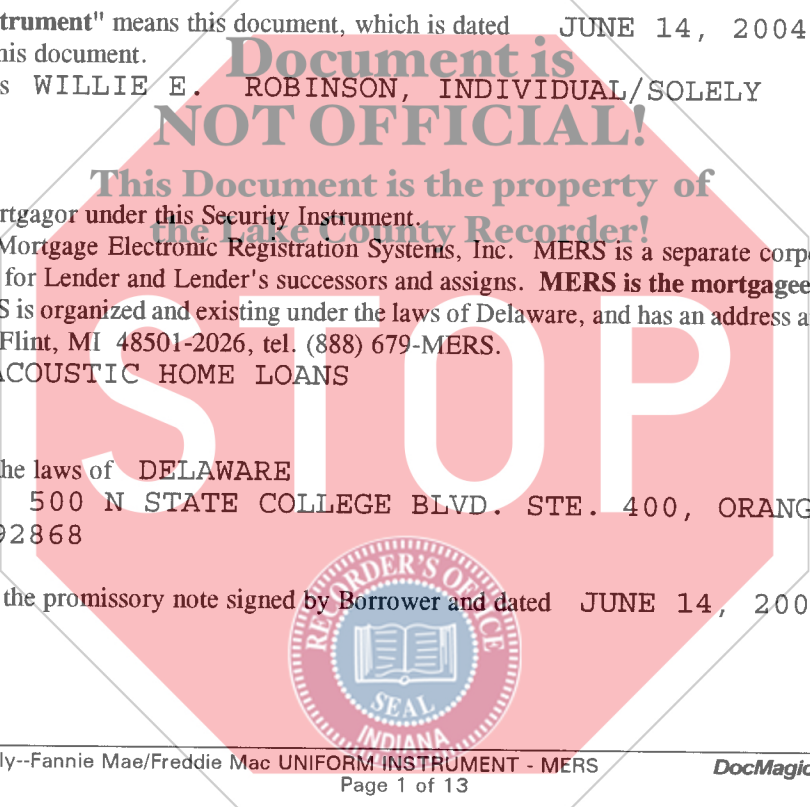 trument" means this document, which is dated JUNE 14, 2004
his document.
Document is
s WILLIE E. ROBINSON, INDIVIDUAL/SOLELY
NOT OFFICIAL!
This Document is the property of
rtgagor under this Security Instrument.
the Lake County Recorder!
Mortgage Electronic Registration Systems, Inc. MERS is a separate corp
for Lender and Lender's successors and assigns. MERS is the mortgagee
S is organized and existing under the laws of Delaware, and has an address a
Flint, MI 48501-2026, tel. (888) 679-MERS.
ACOUSTIC HOME LOANS
STOP
he laws of DELAWARE
500 N STATE COLLEGE BLVD. STE. 400, ORANG
92868
RECORDER'S OFFICE
the promissory note signed by Borrower and dated JUNE 14, 200
SEAL
INDIANA
ly--Fannie Mae/Freddie Mac UNIFORM INSTRUMENT - MERS DocMagic
Page 1 of 13